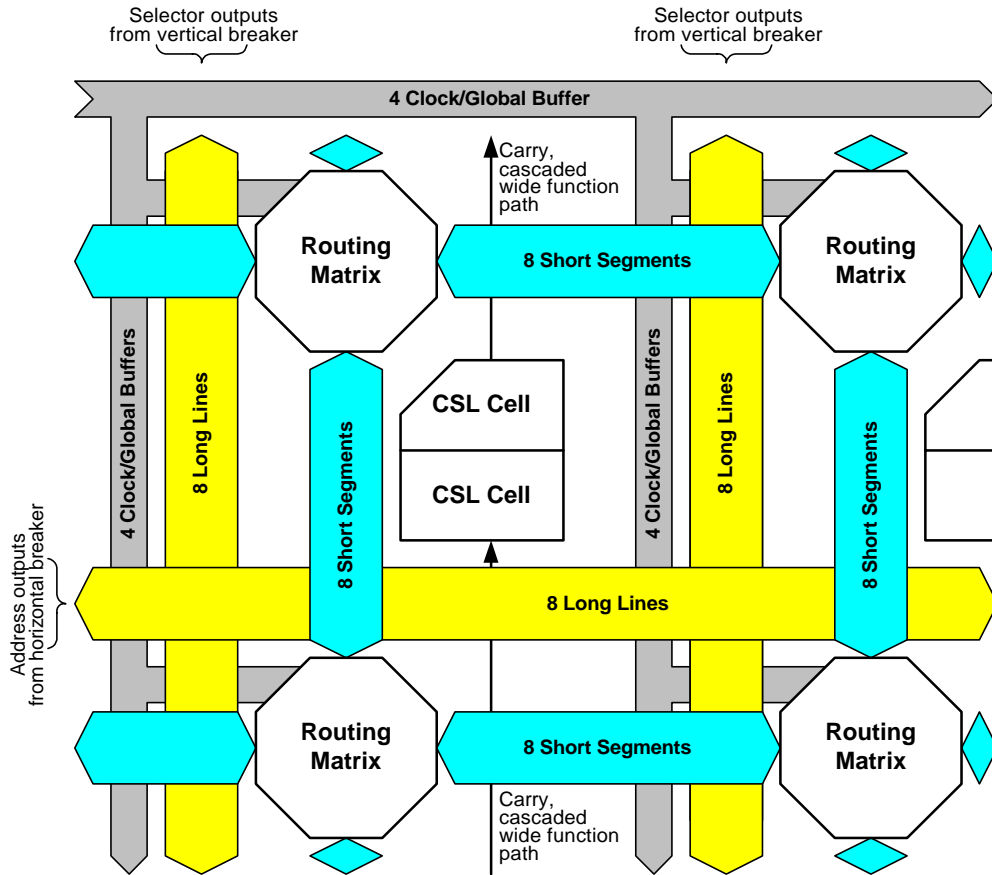 Selector outputs
from vertical breaker
Selector outputs
from vertical breaker
4 Clock/Global Buffer
Carry,
cascaded
wide function
path
Routing
Matrix
8 Short Segments
Routing
Matrix
4 Clock/Global Buffers
8 Long Lines
8 Short Segments
CSL Cell
CSL Cell
4 Clock/Global Buffers
8 Long Lines
8 Short Segments
Address outputs
from horizontal breaker
8 Long Lines
Routing
Matrix
8 Short Segments
Routing
Matrix
Carry,
cascaded
wide function
path